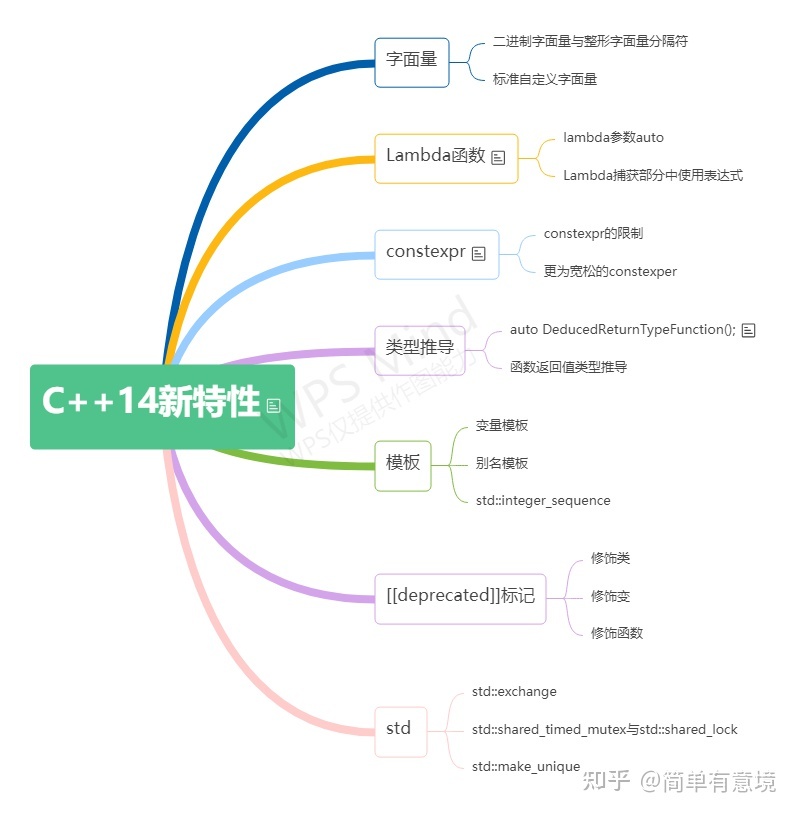 字面量
二进制字面量与整形字面量分隔符
标准自定义字面量
Lambda函数
lambda参数auto
Lambda捕获部分中使用表达式
constexpr
constexpr的限制
更为宽松的constexper
类型推导
auto DeducedReturnTypeFunction();
函数返回值类型推导
C++14新特性
WPS Mind
WPS仅提供作图能力
模板
变量模板
别名模板
std::integer_sequence
[[deprecated]]标记
修饰类
修饰变
修饰函数
std
std::exchange
std::shared_timed_mutex与std::shared_lock
std::make_unique
知乎 @简单有意境